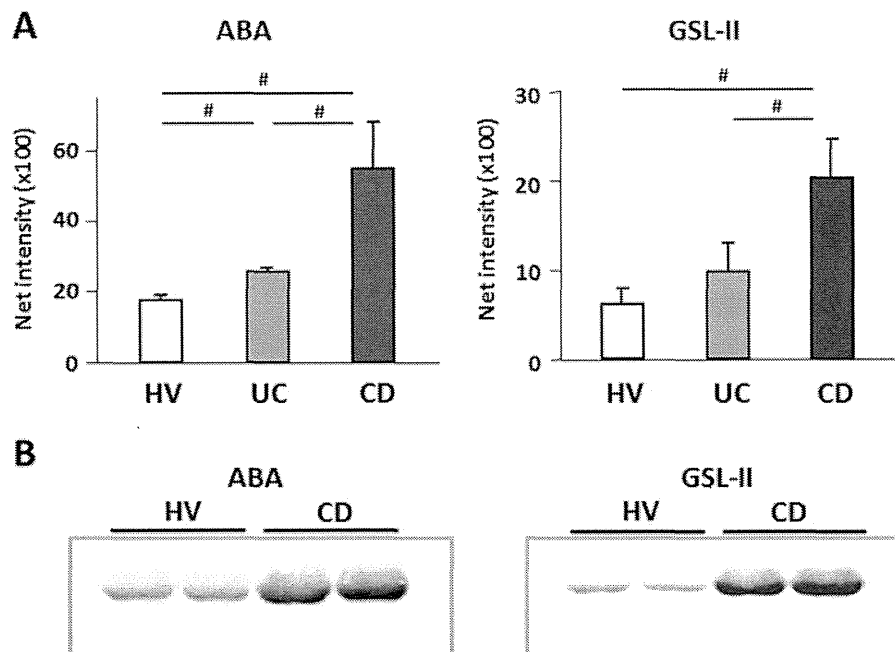 A
ABA
Net intensity (x100)
60
40
20
0
#
#
#
HV UC CD
GSL-II
Net intensity (x100)
30
20
10
0
#
#
HV UC CD
B
ABA
HV CD
GSL-II
HV CD